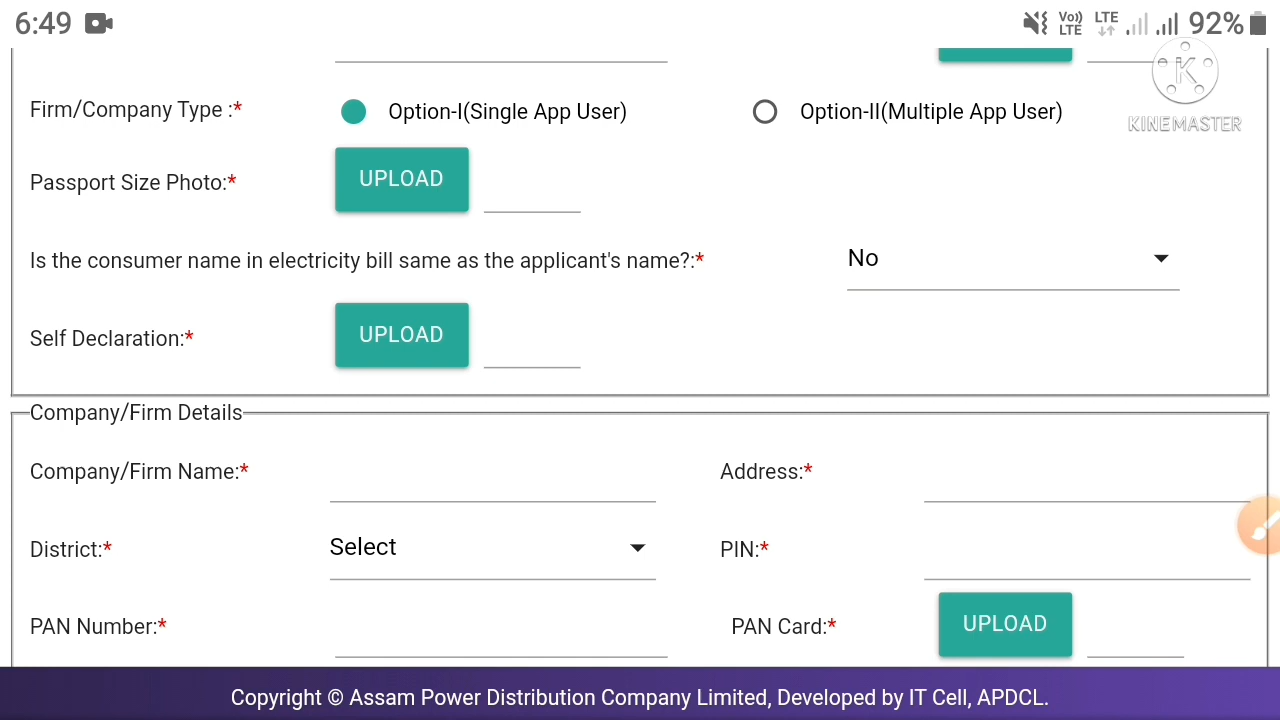 6:49 Vo)) LTE LTE 92%
K
KINEMASTER
Firm/Company Type :* Option-I(Single App User) Option-II(Multiple App User)
Passport Size Photo:* UPLOAD
Is the consumer name in electricity bill same as the applicant's name?:* No
Self Declaration:* UPLOAD
Company/Firm Details
Company/Firm Name:* Address:*
District:* Select PIN:*
PAN Number:* PAN Card:* UPLOAD
Copyright © Assam Power Distribution Company Limited, Developed by IT Cell, APDCL.